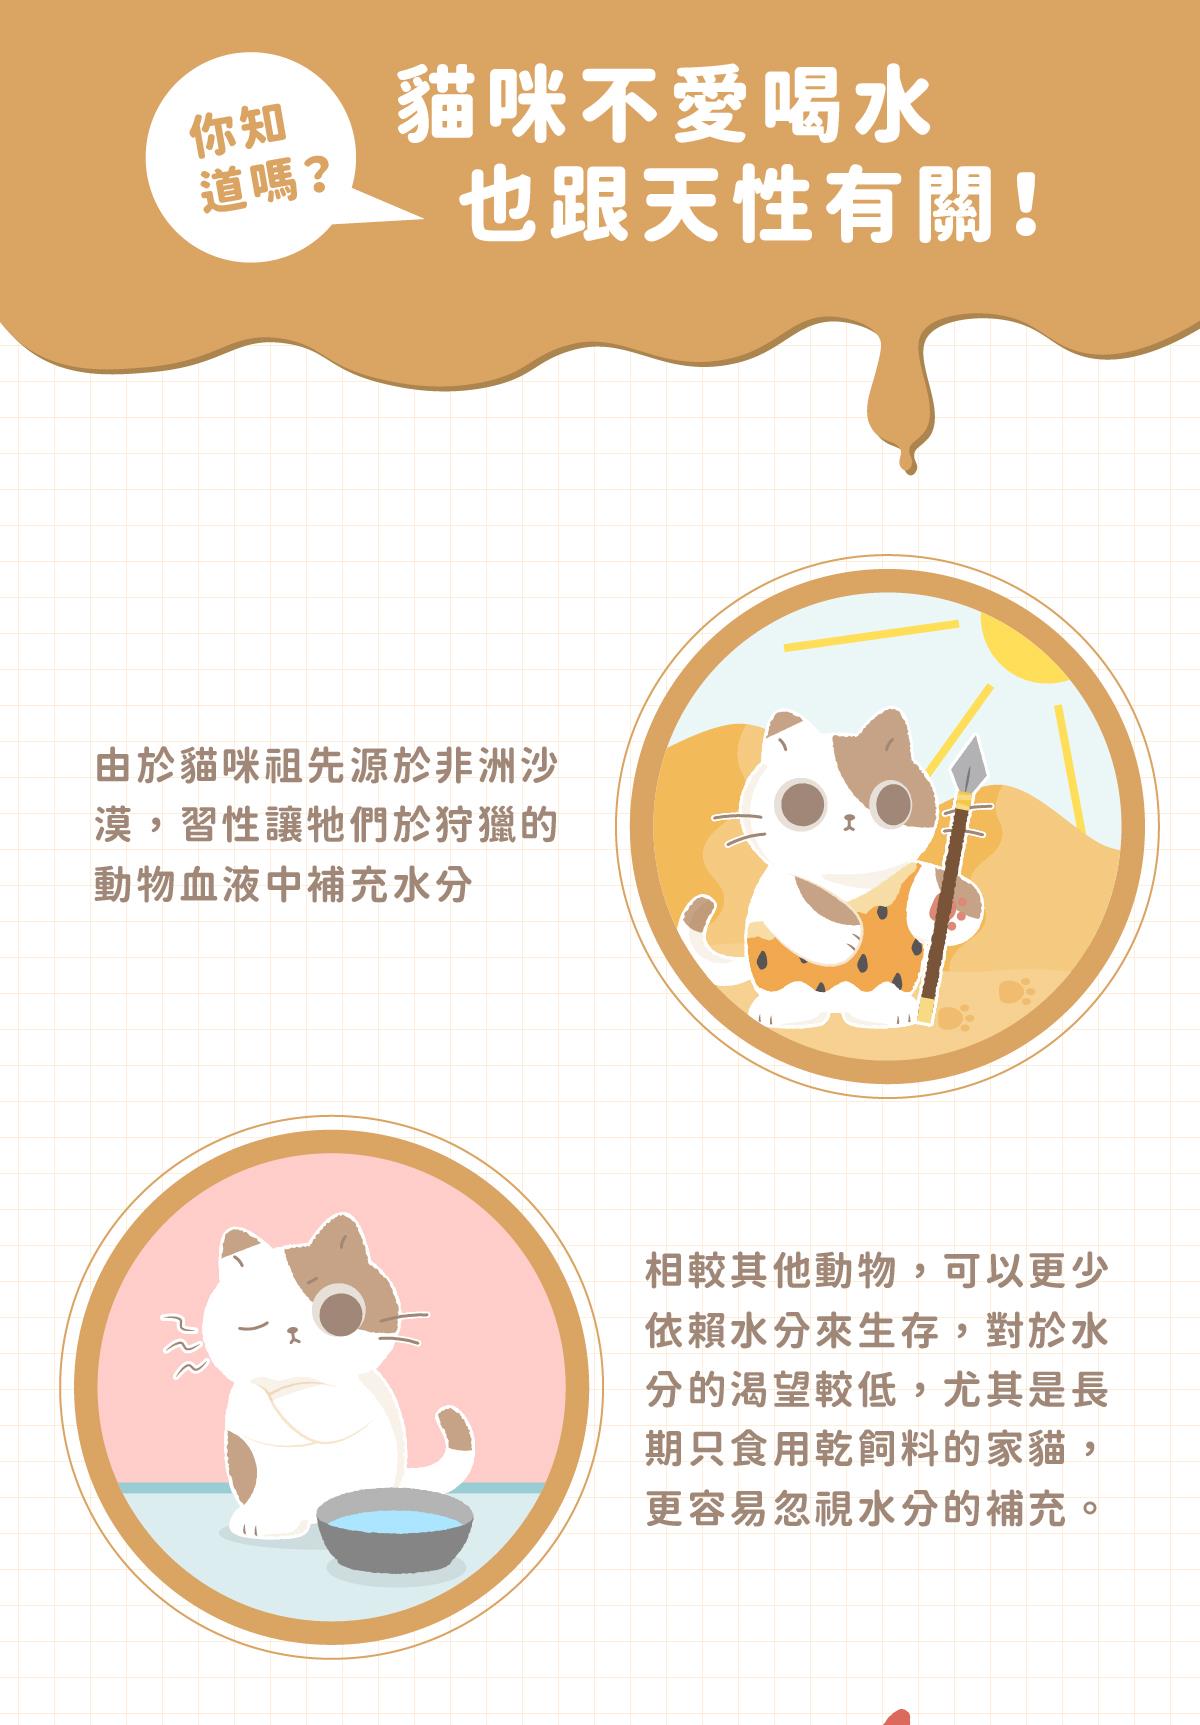 你知
道嗎？
貓咪不愛喝水
也跟天性有關！
由於貓咪祖先源於非洲沙
漠，習性讓牠們於狩獵的
動物血液中補充水分
相較其他動物，可以更少
依賴水分來生存，對於水
分的渴望較低，尤其是長
期只食用乾飼料的家貓，
更容易忽視水分的補充。